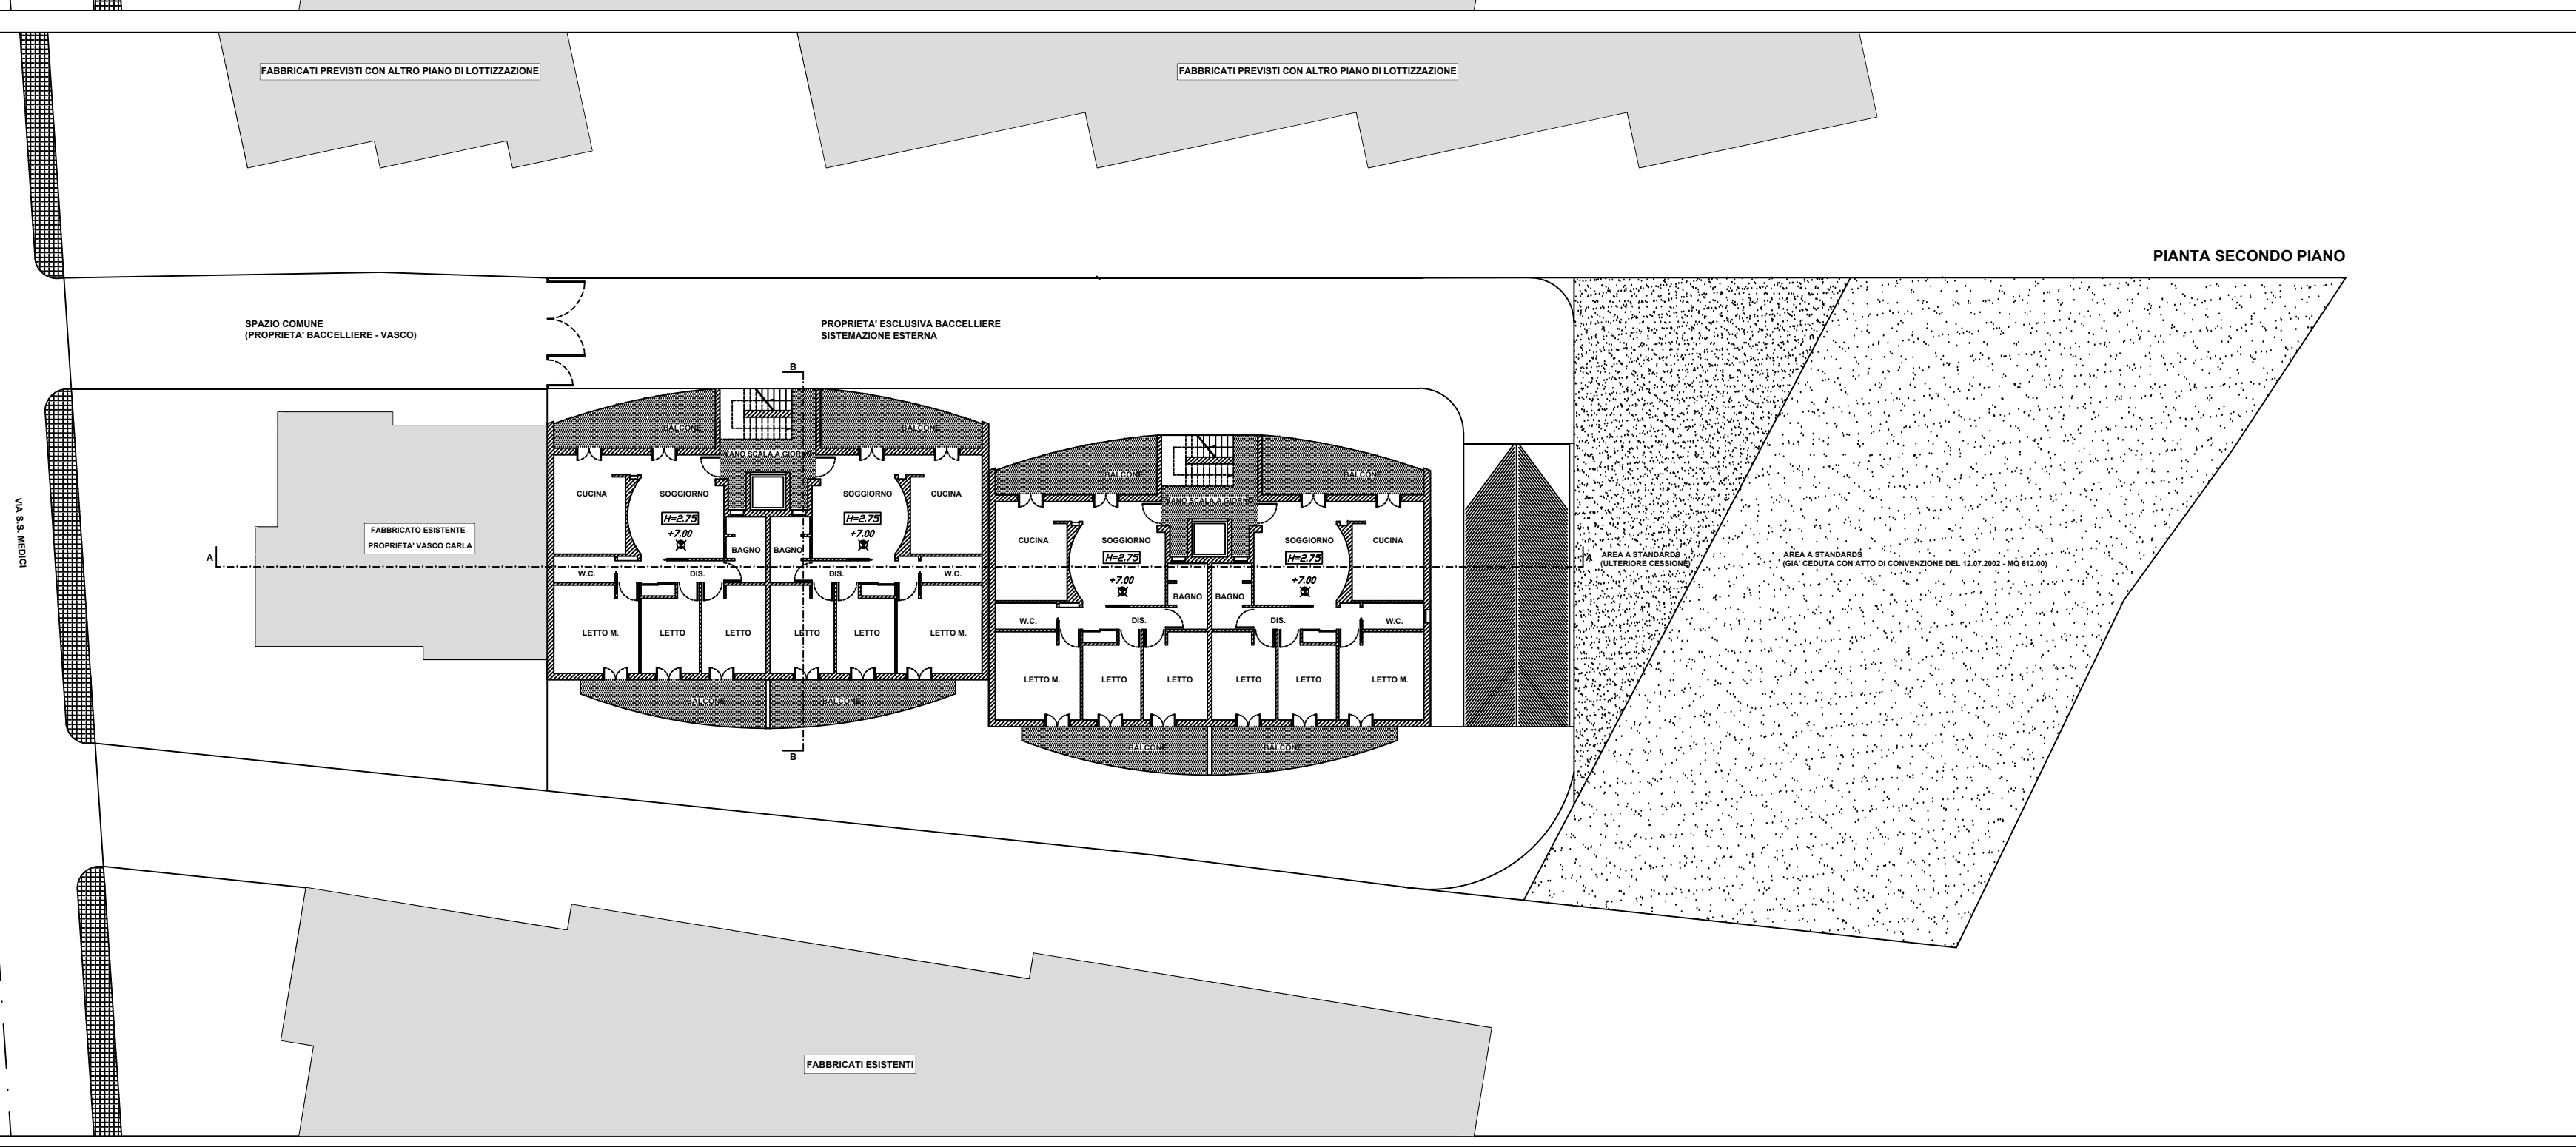 FABBRICATI PREVISTI CON ALTRO PIANO DI LOTTIZZAZIONE
FABBRICATI PREVISTI CON ALTRO PIANO DI LOTTIZZAZIONE
PIANTA SECONDO PIANO
SPAZIO COMUNE
(PROPRIETA' BACCELLIERE - VASCO)
PROPRIETA' ESCLUSIVA BACCELLIERE
SISTEMAZIONE ESTERNA
VIA S.S. MEDICI
FABBRICATO ESISTENTE
PROPRIETA' VASCO CARLA
A
B
BALCONE
BALCONE
VANO SCALA A GIORNO
CUCINA
SOGGIORNO
SOGGIORNO
CUCINA
H=2.75
H=2.75
+7.00
+7.00
BAGNO
BAGNO
W.C.
DIS.
DIS.
W.C.
LETTO M.
LETTO
LETTO
LETTO
LETTO
LETTO M.
BALCONE
BALCONE
B
BALCONE
BALCONE
VANO SCALA A GIORNO
CUCINA
SOGGIORNO
SOGGIORNO
CUCINA
H=2.75
H=2.75
+7.00
+7.00
BAGNO
BAGNO
W.C.
DIS.
DIS.
W.C.
LETTO M.
LETTO
LETTO
LETTO
LETTO
LETTO M.
BALCONE
BALCONE
A
AREA A STANDARDS
(ULTERIORE CESSIONE)
AREA A STANDARDS
(GIA' CEDUTA CON ATTO DI CONVENZIONE DEL 12.07.2002 - MQ 612.00)
FABBRICATI ESISTENTI